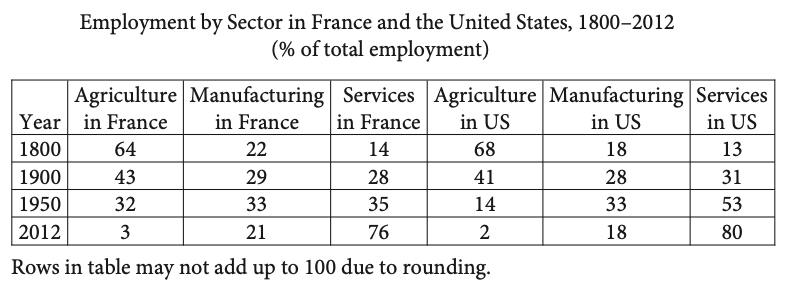 Employment by Sector in France and the United States, 1800–2012
(% of total employment)
Year | Agriculture in France | Manufacturing in France | Services in France | Agriculture in US | Manufacturing in US | Services in US
1800 | 64 | 22 | 14 | 68 | 18 | 13
1900 | 43 | 29 | 28 | 41 | 28 | 31
1950 | 32 | 33 | 35 | 14 | 33 | 53
2012 | 3 | 21 | 76 | 2 | 18 | 80
Rows in table may not add up to 100 due to rounding.